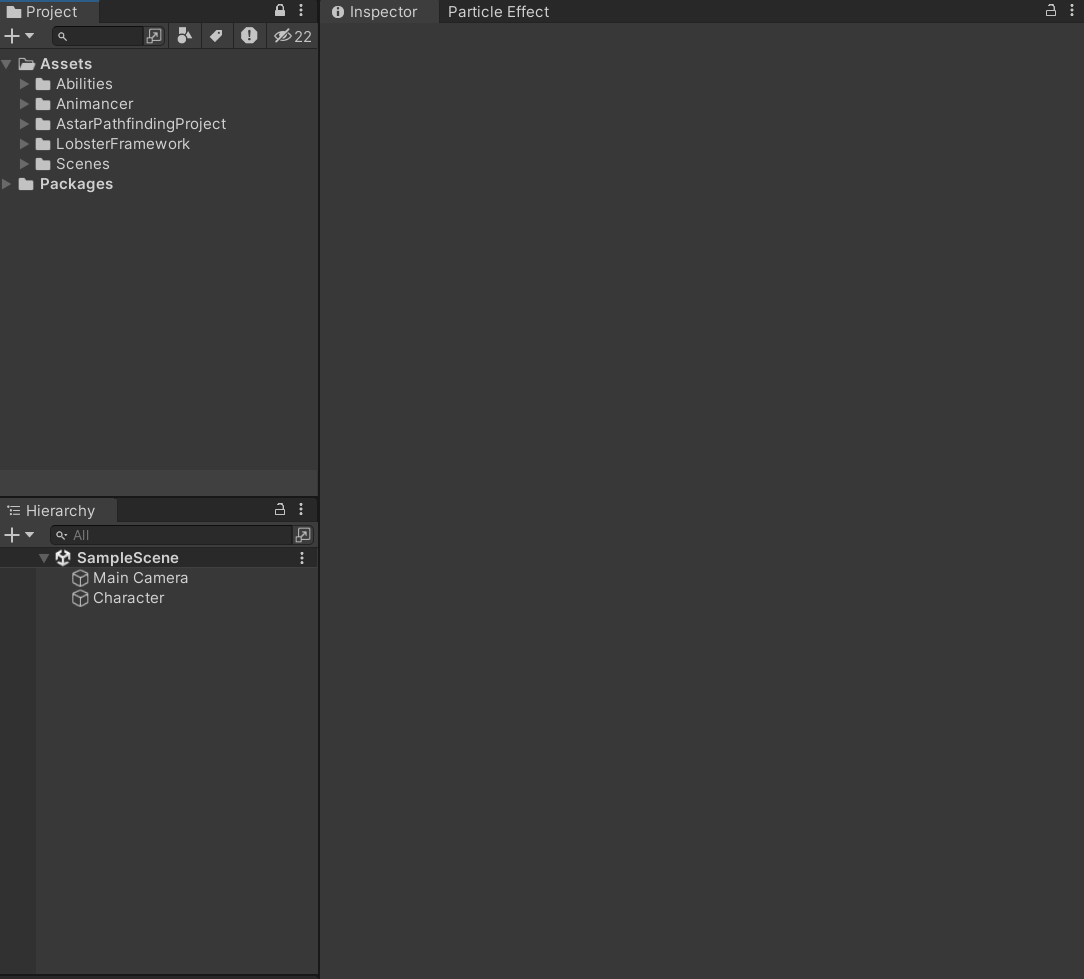 Project
22
Assets
Abilities
Animancer
AstarPathfindingProject
LobsterFramework
Scenes
Packages
Hierarchy
All
SampleScene
Main Camera
Character
Inspector Particle Effect